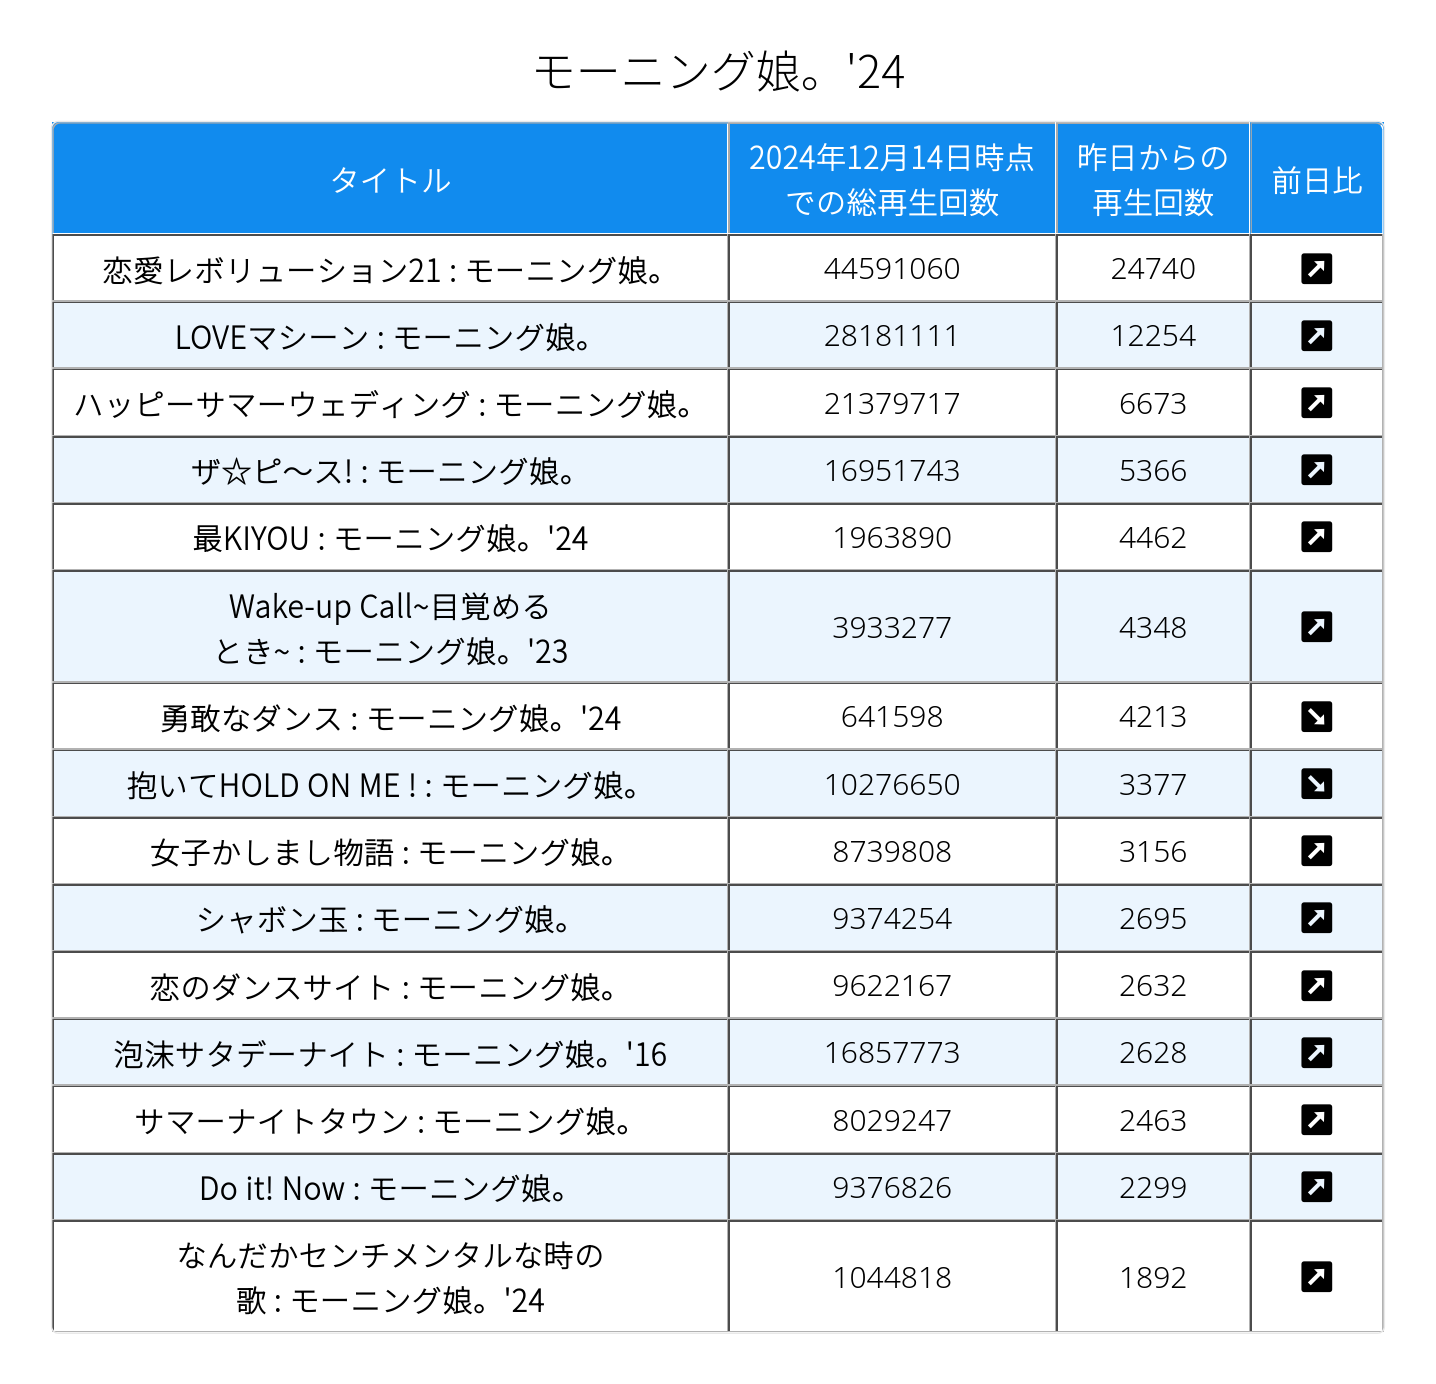 モーニング娘。'24
タイトル
2024年12月14日時点
での総再生回数
昨日からの
再生回数
前日比
恋愛レボリューション21 : モーニング娘。 44591060 24740
LOVEマシーン : モーニング娘。 28181111 12254
ハッピーサマーウェディング : モーニング娘。 21379717 6673
ザ☆ピ〜ス! : モーニング娘。 16951743 5366
最KIYOU : モーニング娘。'24 1963890 4462
Wake-up Call~目覚める
とき~ : モーニング娘。'23 3933277 4348
勇敢なダンス : モーニング娘。'24 641598 4213
抱いてHOLD ON ME ! : モーニング娘。 10276650 3377
女子かしまし物語 : モーニング娘。 8739808 3156
シャボン玉 : モーニング娘。 9374254 2695
恋のダンスサイト : モーニング娘。 9622167 2632
泡沫サタデーナイト : モーニング娘。'16 16857773 2628
サマーナイトタウン : モーニング娘。 8029247 2463
Do it! Now : モーニング娘。 9376826 2299
なんだかセンチメンタルな時の
歌 : モーニング娘。'24 1044818 1892